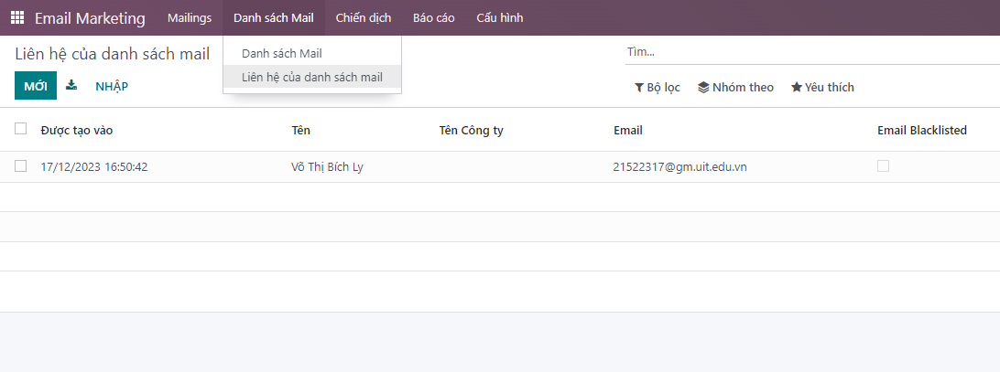 Email Marketing Mailings Danh sách Mail Chiến dịch Báo cáo Cấu hình
Liên hệ của danh sách mail
Danh sách Mail
Liên hệ của danh sách mail
Tìm...
MỚI NHẬP
Bộ lọc Nhóm theo Yêu thích
Được tạo vào Tên Tên Công ty Email Email Blacklisted
17/12/2023 16:50:42 Võ Thị Bích Ly 21522317@gm.uit.edu.vn